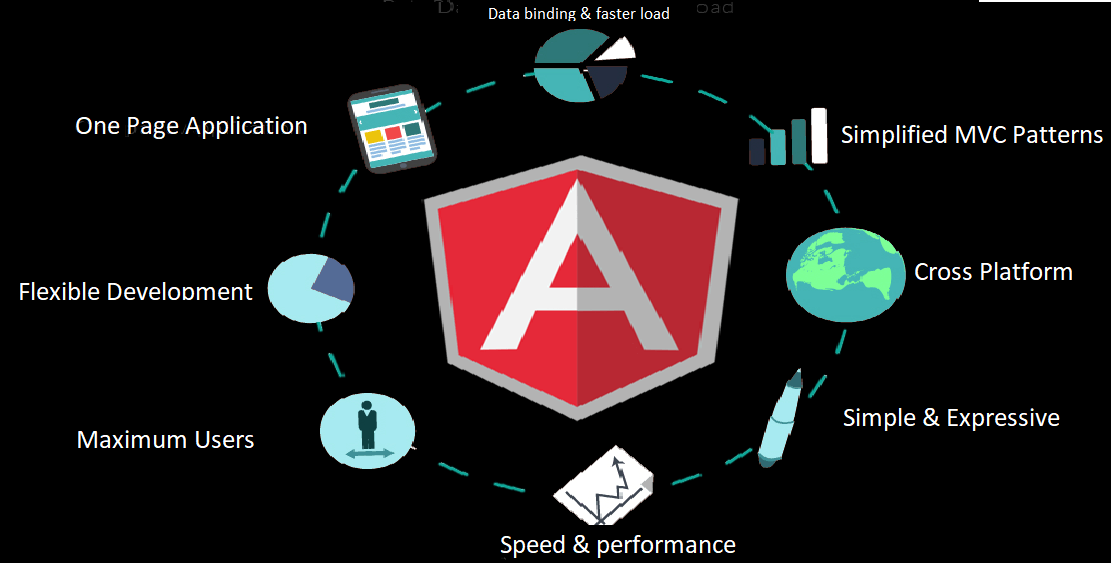 Data binding & faster load
One Page Application
Simplified MVC Patterns
Flexible Development
Cross Platform
Maximum Users
Simple & Expressive
Speed & performance